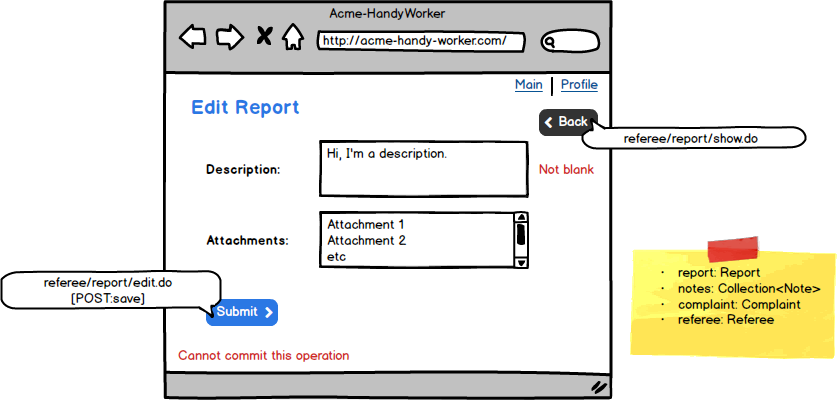 Acme-HandyWorker
http://acme-handy-worker.com/
Main
Profile
Edit Report
Back
referee/report/show.do
Description:
Hi, I'm a description.
Not blank
Attachments:
Attachment 1
Attachment 2
etc
referee/report/edit.do
[POST:save]
Submit
Cannot commit this operation
· report: Report
· notes: Collection<Note>
· complaint: Complaint
· referee: Referee